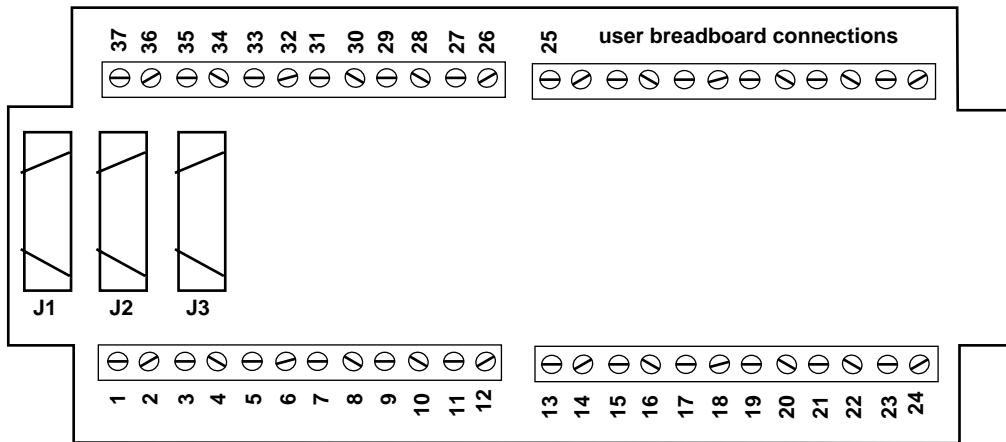 37 36 35 34 33 32 31 30 29 28 27 26 25 user breadboard connections
J1 J2 J3
1 2 3 4 5 6 7 8 9 10 11 12 13 14 15 16 17 18 19 20 21 22 23 24